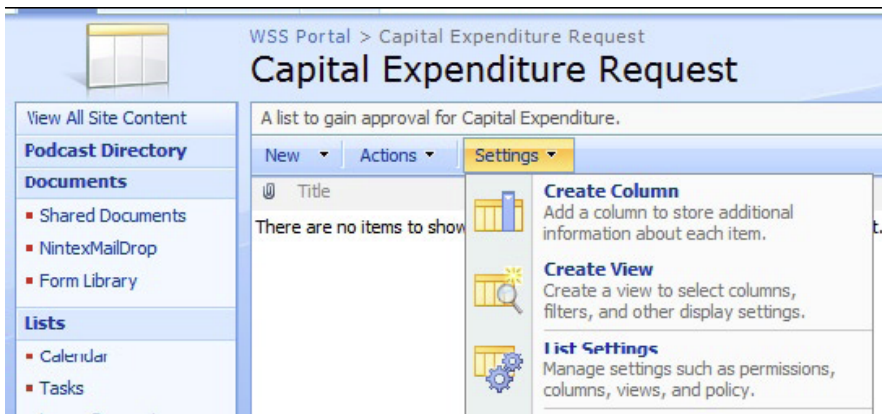 WSS Portal > Capital Expenditure Request
Capital Expenditure Request
View All Site Content
Podcast Directory
Documents
Shared Documents
NintexMailDrop
Form Library
Lists
Calendar
Tasks
A list to gain approval for Capital Expenditure.
New Actions Settings
Title
There are no items to show
t.
Create Column
Add a column to store additional
information about each item.
Create View
Create a view to select columns,
filters, and other display settings.
List Settings
Manage settings such as permissions,
columns, views, and policy.